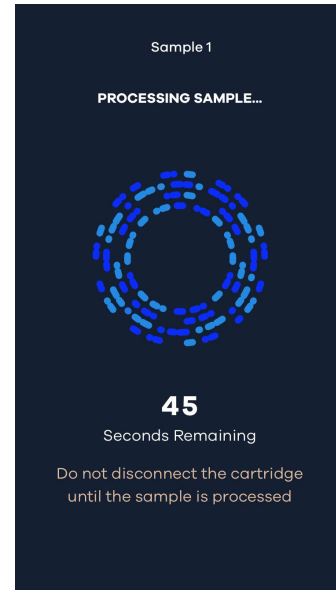 Sample 1
PROCESSING SAMPLE...
45
Seconds Remaining
Do not disconnect the cartridge
until the sample is processed